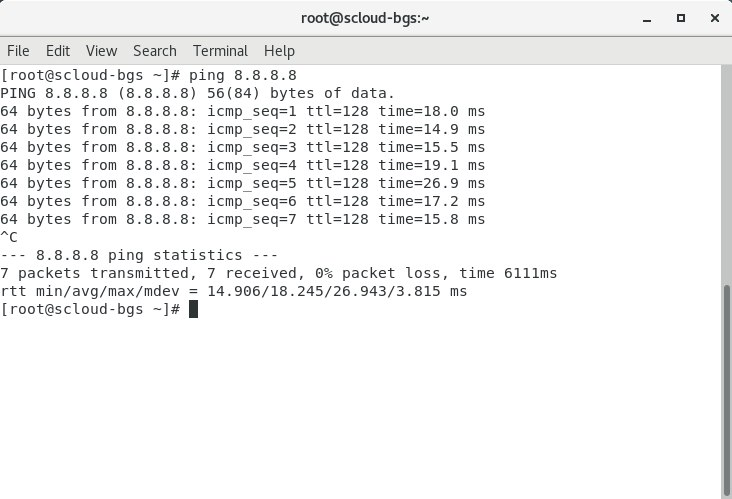 root@scloud-bgs:~
File Edit View Search Terminal Help
[root@scloud-bgs ~]# ping 8.8.8.8
PING 8.8.8.8 (8.8.8.8) 56(84) bytes of data.
64 bytes from 8.8.8.8: icmp_seq=1 ttl=128 time=18.0 ms
64 bytes from 8.8.8.8: icmp_seq=2 ttl=128 time=14.9 ms
64 bytes from 8.8.8.8: icmp_seq=3 ttl=128 time=15.5 ms
64 bytes from 8.8.8.8: icmp_seq=4 ttl=128 time=19.1 ms
64 bytes from 8.8.8.8: icmp_seq=5 ttl=128 time=26.9 ms
64 bytes from 8.8.8.8: icmp_seq=6 ttl=128 time=17.2 ms
64 bytes from 8.8.8.8: icmp_seq=7 ttl=128 time=15.8 ms
^C
--- 8.8.8.8 ping statistics ---
7 packets transmitted, 7 received, 0% packet loss, time 6111ms
rtt min/avg/max/mdev = 14.906/18.245/26.943/3.815 ms
[root@scloud-bgs ~]#